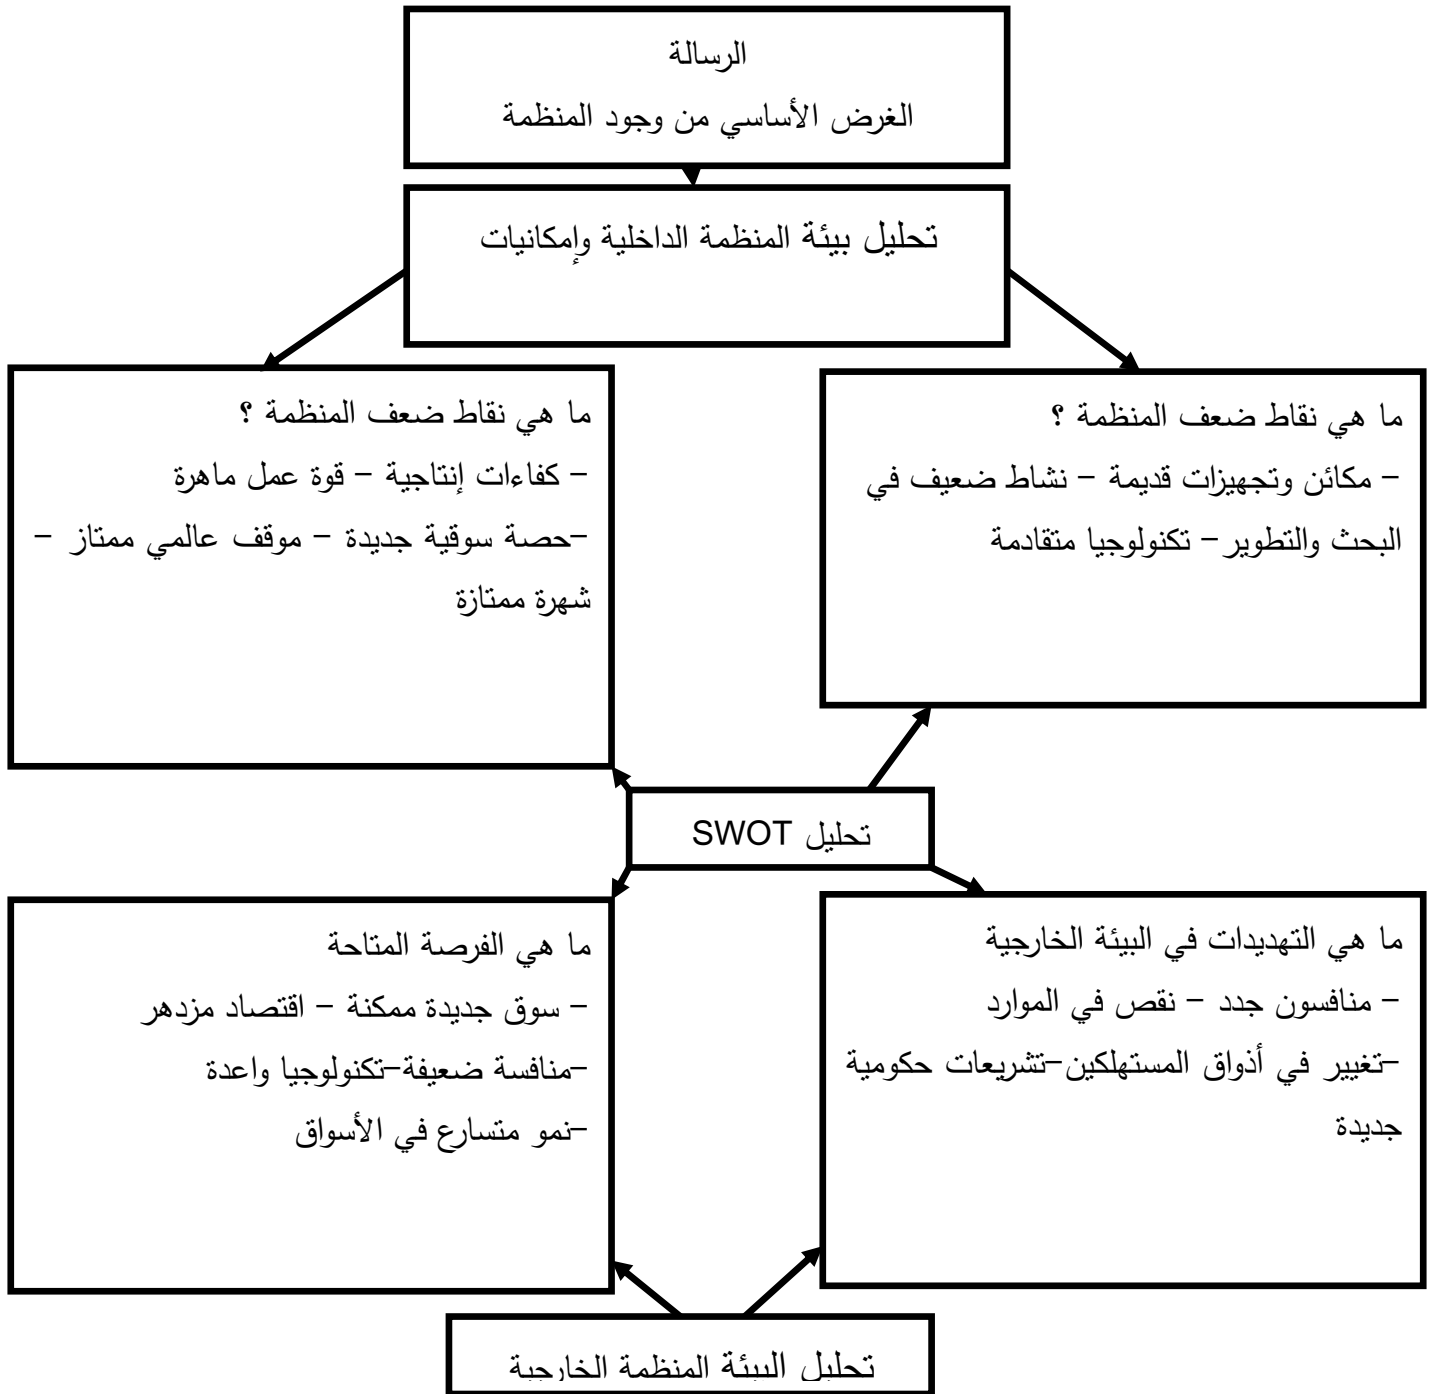 الرسالة
الغرض الأساسي من وجود المنظمة
تحليل بيئة المنظمة الداخلية وإمكانيات
ما هي نقاط ضعف المنظمة ؟
– مكائن وتجهيزات قديمة – نشاط ضعيف في
البحث والتطوير – تكنولوجيا متقادمة
ما هي نقاط ضعف المنظمة ؟
– كفاءات إنتاجية – قوة عمل ماهرة
–حصة سوقية جديدة – موقف عالمي ممتاز –
شهرة ممتازة
تحليل SWOT
ما هي التهديدات في البيئة الخارجية
– منافسون جدد – نقص في الموارد
–تغيير في أذواق المستهلكين–تشريعات حكومية
جديدة
ما هي الفرصة المتاحة
– سوق جديدة ممكنة – اقتصاد مزدهر
–منافسة ضعيفة–تكنولوجيا واعدة
–نمو متسارع في الأسواق
تحليل البيئة المنظمة الخارجية